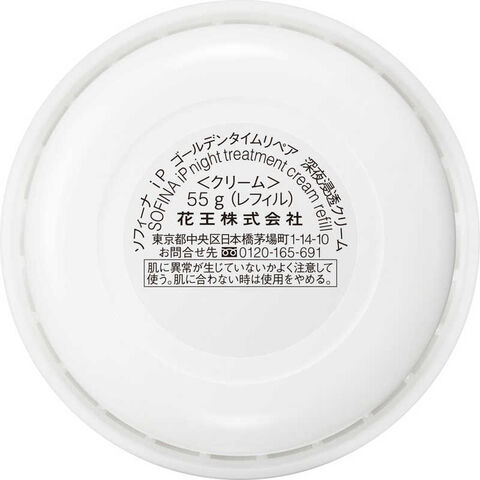 ソフィーナ iP ゴールデンタイムリペア 深夜浸透クリーム
SOFINA iP night treatment cream refill
＜クリーム＞
55g（レフィル）
花王株式会社
東京都中央区日本橋茅場町1-14-10
お問合せ先 0120-165-691
肌に異常が生じていないかよく注意して
使う。肌に合わない時は使用をやめる。